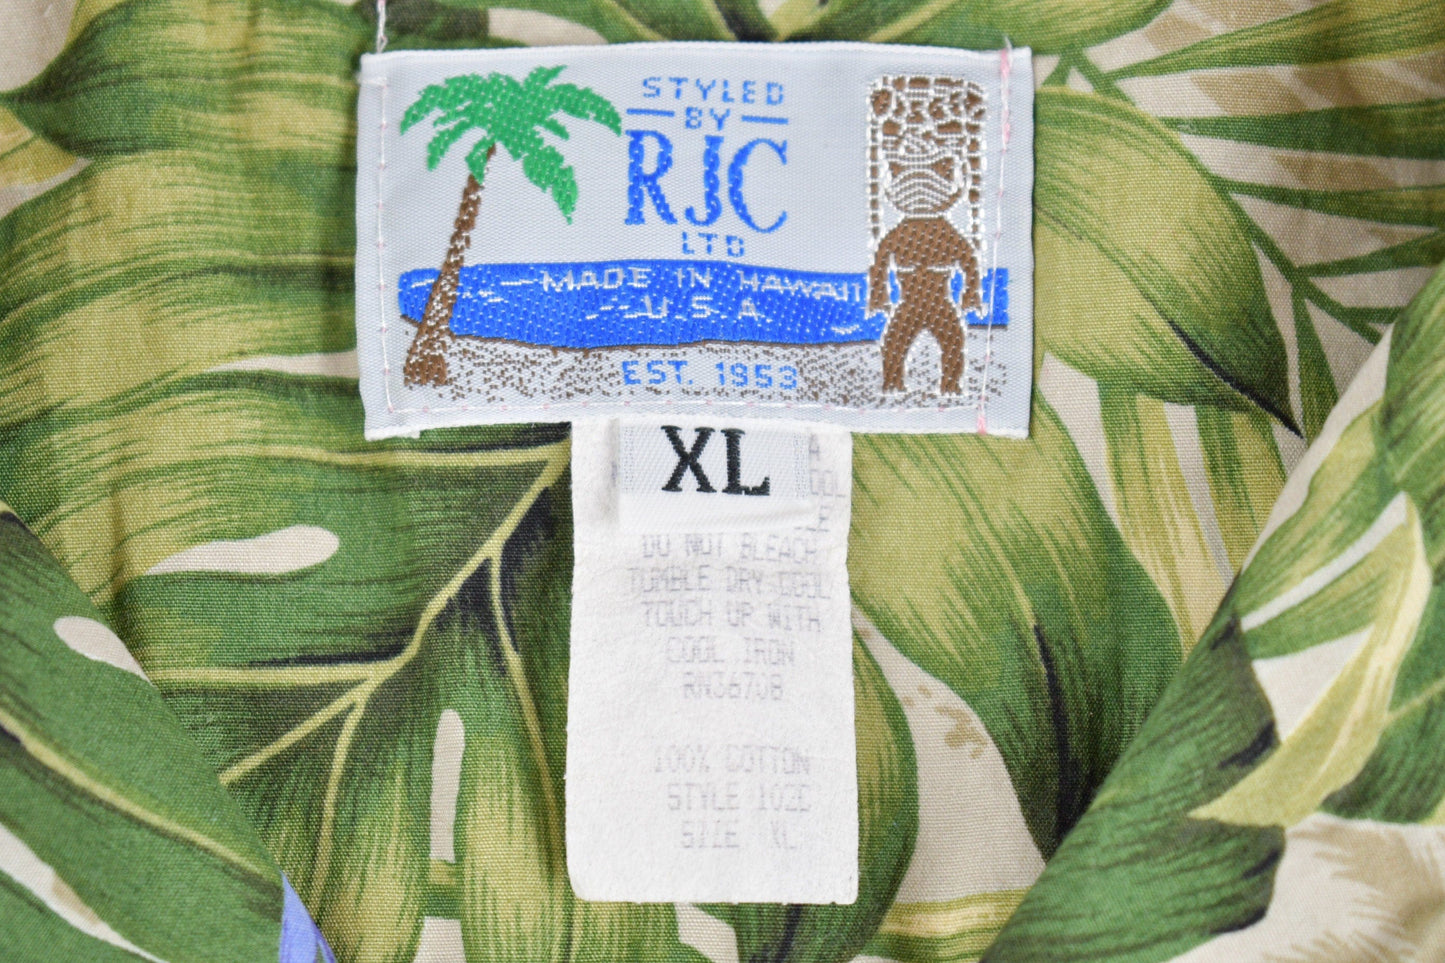 STYLED
BY
RJC
LTD
MADE IN HAWAII
U.S.A
EST. 1953
XL
DO NOT BLEACH
TUMBLE DRY COOL
TOUCH UP WITH
COOL IRON
RN36708
100% COTTON
STYLE 102C
SIZE XL